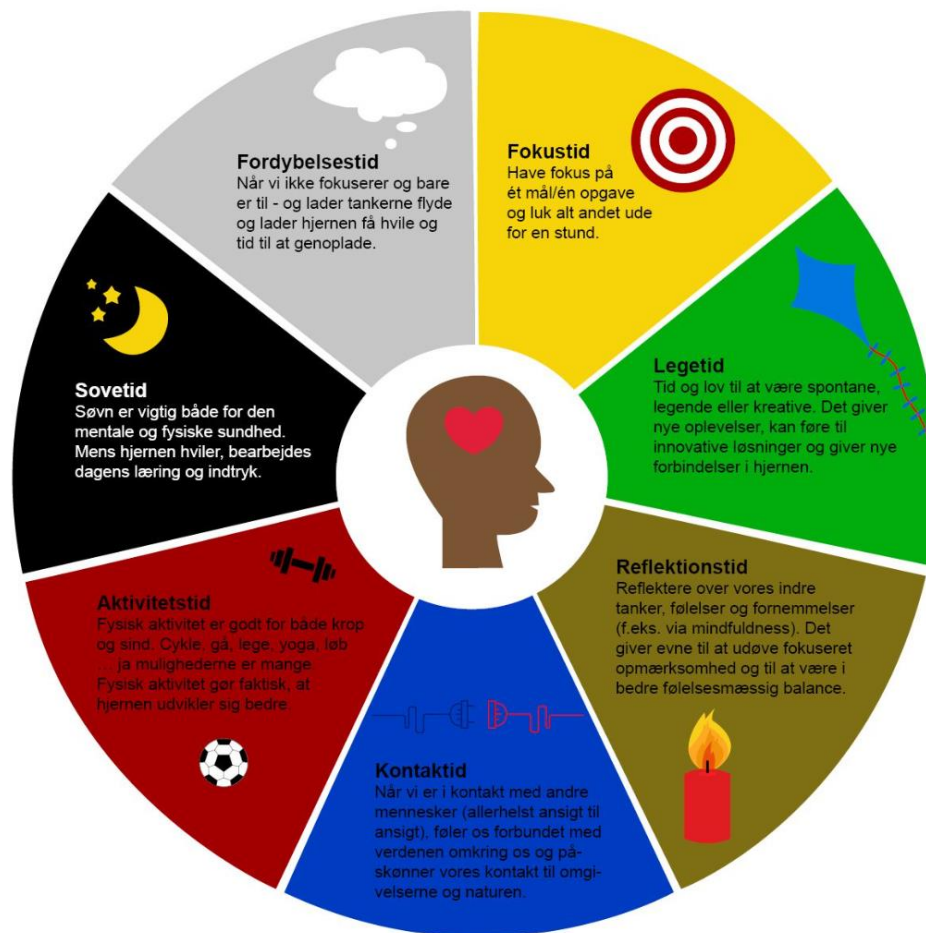 Fordybelsestid
Når vi ikke fokuserer og bare
er til - og lader tankerne flyde
og lader hjernen få hvile og
tid til at genoplade.
Fokustid
Have fokus på
ét mål/én opgave
og luk alt andet ude
for en stund.
Legetid
Tid og lov til at være spontane,
legende eller kreative. Det giver
nye oplevelser, kan føre til
innovative løsninger og giver nye
forbindelser i hjernen.
Reflektionstid
Reflektere over vores indre
tanker, følelser og fornemmelser
(f.eks. via mindfuldness). Det
giver evne til at udøve fokuseret
opmærksomhed og til at være i
bedre følelsesmæssig balance.
Kontaktid
Når vi er i kontakt med andre
mennesker (allerhelst ansigt til
ansigt), føler os forbundet med
verdenen omkring os og på-
skønner vores kontakt til omgi-
velserne og naturen.
Aktivitetstid
Fysisk aktivitet er godt for både krop
og sind. Cykle, gå, lege, yoga, løb
... ja mulighederne er mange.
Fysisk aktivitet gør faktisk, at
hjernen udvikler sig bedre.
Sovetid
Søvn er vigtig både for den
mentale og fysiske sundhed.
Mens hjernen hviler, bearbejdes
dagens læring og indtryk.